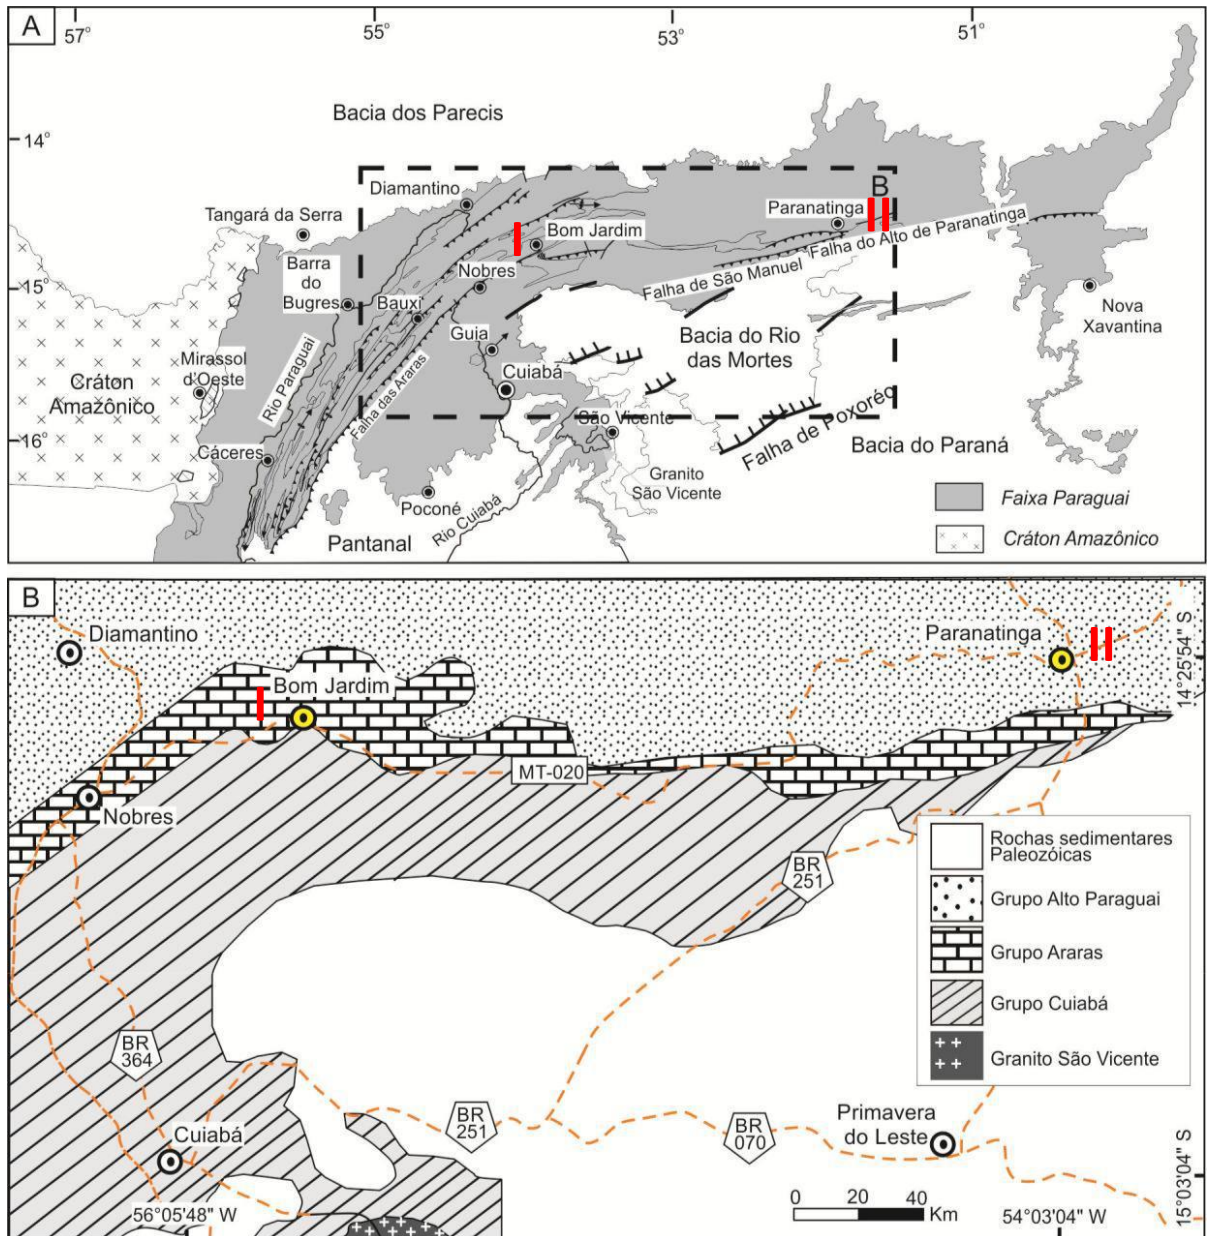 A
57°
55°
53°
51°
Bacia dos Parecis
14°
Diamantino
B
Tangará da Serra
Paranatinga
Bom Jardim
Falha do Alto de Paranatinga
Barra
do
Bugres
Nobres
Falha de São Manuel
15°
Bauxi
Nova
Xavantina
Guia
Bacia do Rio
das Mortes
Mirassol
d'Oeste
Rio Paraguai
Falha das Araras
Cuiabá
Cráton
Amazônico
São Vicente
Falha de Poxoréo
Bacia do Paraná
16°
Cáceres
Granito
São Vicente
Poconé
Rio Cuiabá
Pantanal
Faixa Paraguai
Cráton Amazônico
B
Diamantino
Paranatinga
14°25'54" S
Bom Jardim
MT-020
Nobres
BR
251
Rochas sedimentares
Paleozóicas
Grupo Alto Paraguai
Grupo Araras
Grupo Cuiabá
Granito São Vicente
BR
364
BR
251
BR
070
Primavera
do Leste
Cuiabá
15°03'04" S
56°05'48" W
0 20 40
Km
54°03'04" W